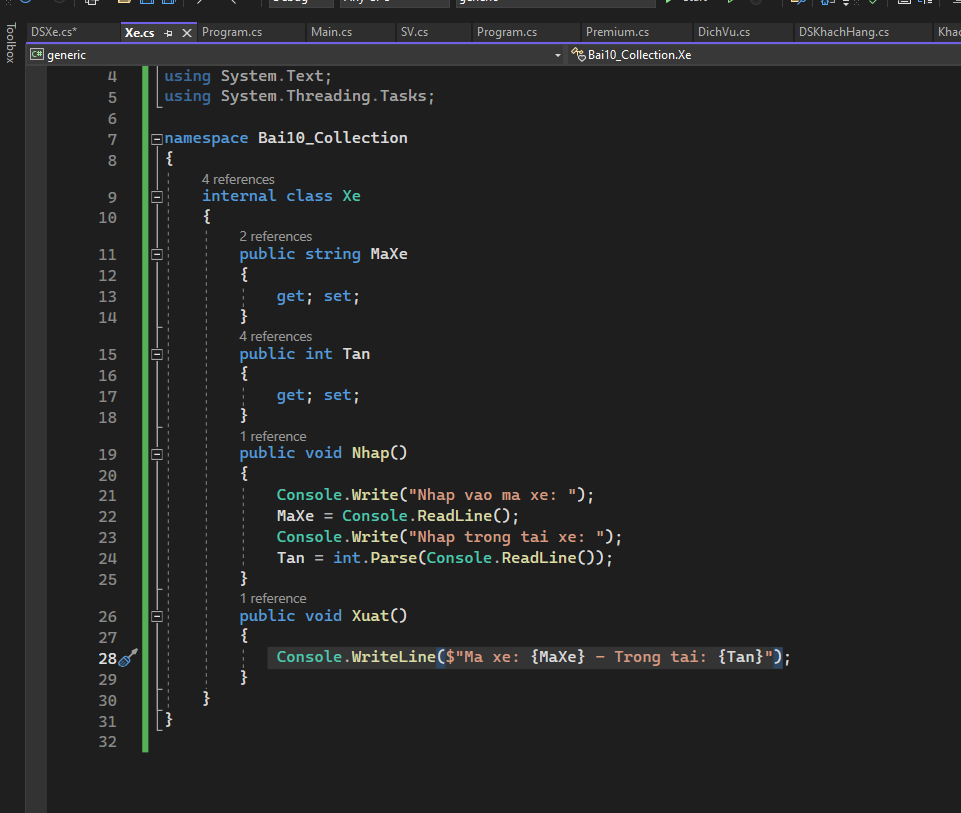 Toolbox
DSXe.cs*
Xe.cs
Program.cs
Main.cs
SV.cs
Program.cs
Premium.cs
DichVu.cs
DSKhachHang.cs
generic
Bai10_Collection.Xe
4 using System.Text;
5 using System.Threading.Tasks;
6
7 namespace Bai10_Collection
8 {
4 references
9 internal class Xe
10 {
2 references
11 public string MaXe
12 {
13 get; set;
14 }
4 references
15 public int Tan
16 {
17 get; set;
18 }
1 reference
19 public void Nhap()
20 {
21 Console.Write("Nhap vao ma xe: ");
22 MaXe = Console.ReadLine();
23 Console.Write("Nhap trong tai xe: ");
24 Tan = int.Parse(Console.ReadLine());
25 }
1 reference
26 public void Xuat()
27 {
28 Console.WriteLine($"Ma xe: {MaXe} - Trong tai: {Tan}");
29 }
30 }
31 }
32